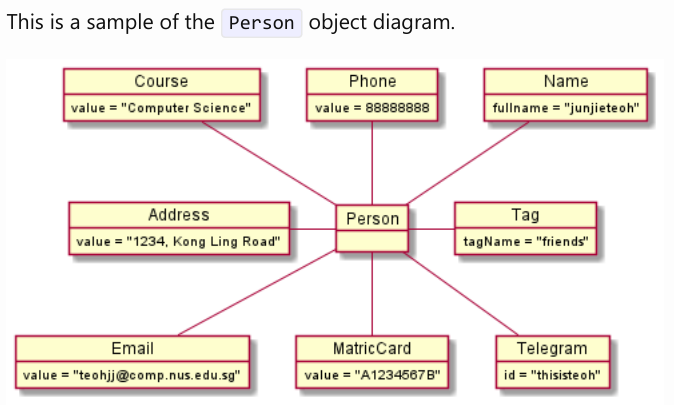 This is a sample of the Person object diagram.
Course
value = "Computer Science"
Phone
value = 88888888
Name
fullname = "junjieteoh"
Address
value = "1234, Kong Ling Road"
Person
Tag
tagName = "friends"
Email
value = "teohjj@comp.nus.edu.sg"
MatricCard
value = "A1234567B"
Telegram
id = "thisisteoh"